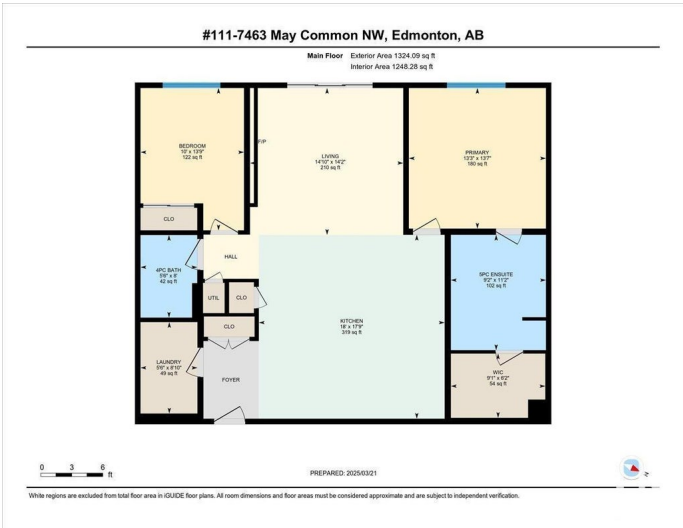 #111-7463 May Common NW, Edmonton, AB
Main Floor Exterior Area 1324.09 sq ft
Interior Area 1248.28 sq ft
BEDROOM
10' x 13'9"
122 sq ft
F/P
LIVING
14'10" x 14'2"
210 sq ft
PRIMARY
13'3" x 13'7"
180 sq ft
CLO
HALL
4PC BATH
5'8" x 8'
42 sq ft
5PC ENSUITE
9'2" x 11'2"
102 sq ft
UTIL
CLO
CLO
KITCHEN
18' x 17'9"
319 sq ft
LAUNDRY
5'6" x 8'10"
49 sq ft
FOYER
WIC
9'1" x 6'2"
54 sq ft
0 3 6
ft
PREPARED: 2025/03/21
N
White regions are excluded from total floor area in iGUIDE floor plans. All room dimensions and floor areas must be considered approximate and are subject to independent verification.